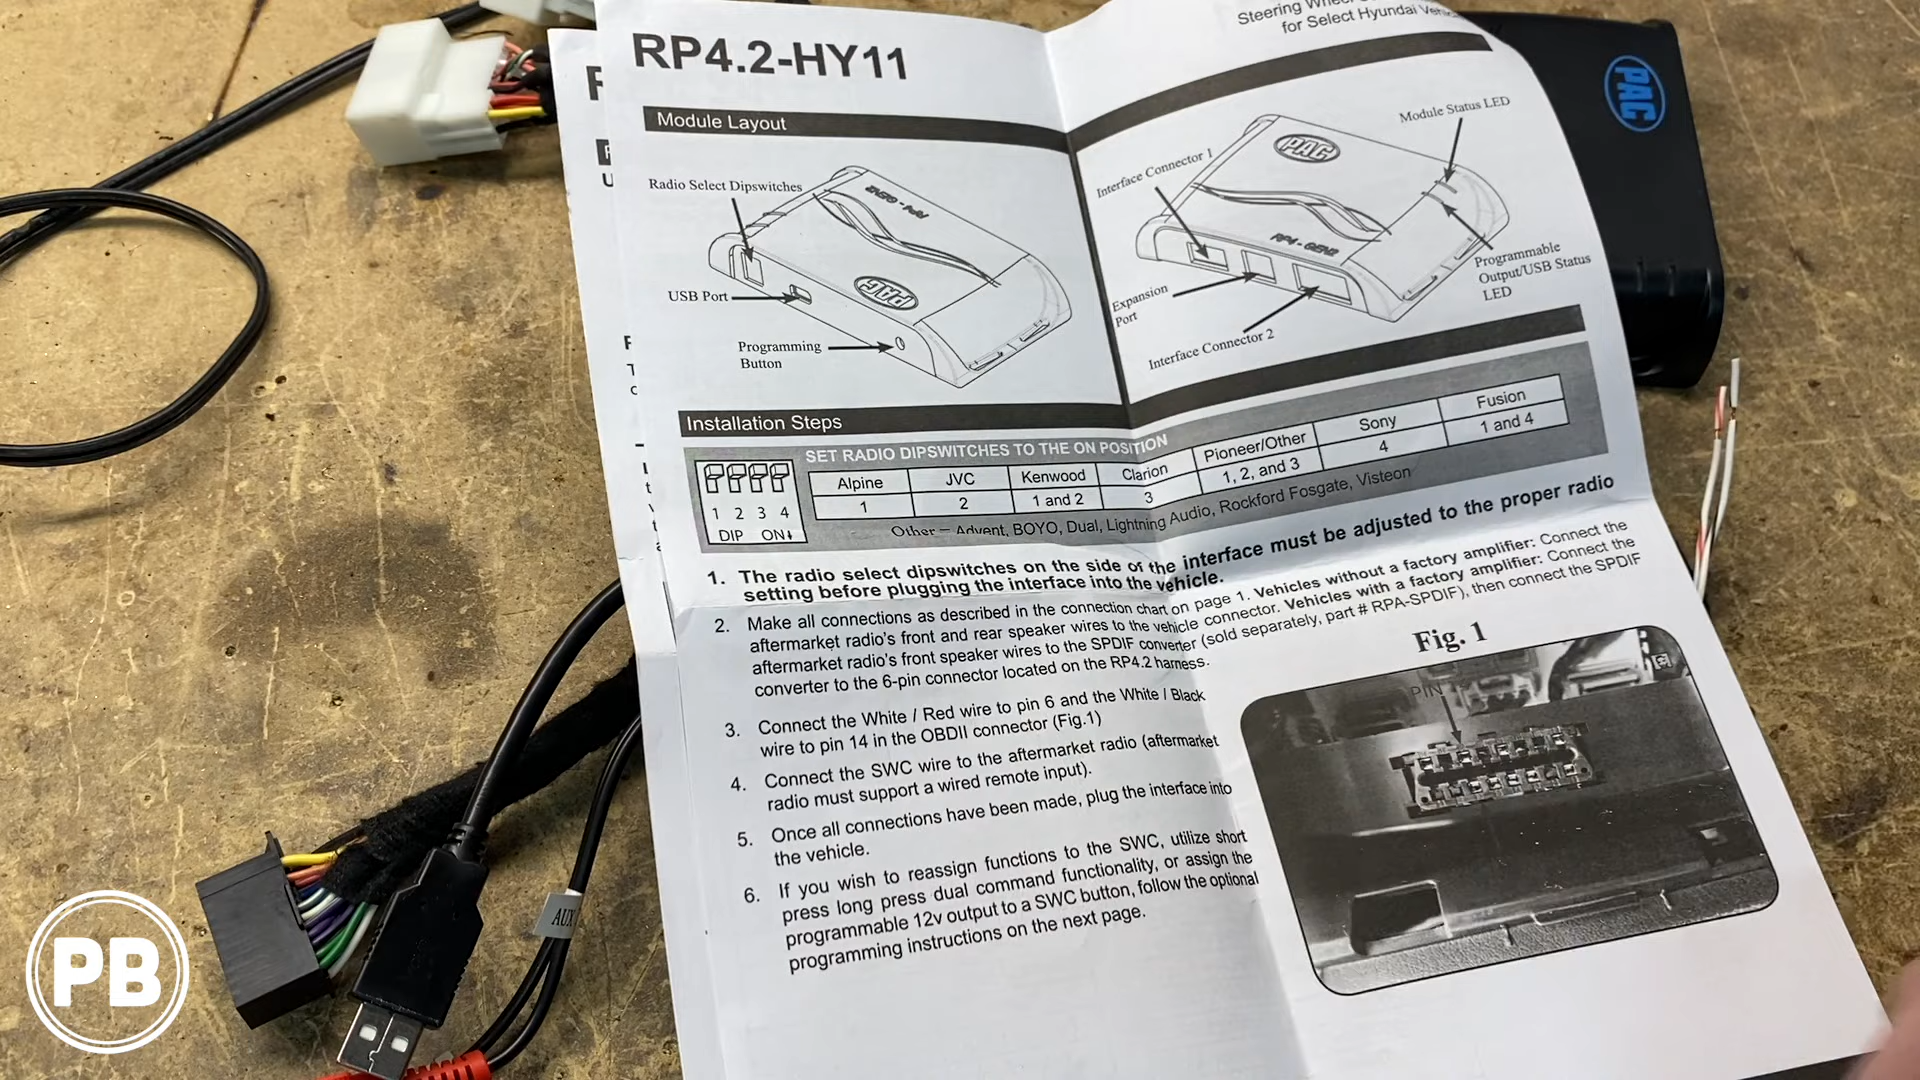 RP4.2-HY11
Steering Wheel
for Select Hyundai
Module Layout
Radio Select Dipswitches
USB Port
Programming
Button
PAC
Interface Connector 1
Module Status LED
PAC
RP4 - GEN2
Expansion
Port
Interface Connector 2
Programmable
Output/USB Status
LED
PAC
Installation Steps
SET RADIO DIPSWITCHES TO THE ON POSITION
Alpine JVC Kenwood Clarion Pioneer/Other Sony Fusion
1 2 1 and 2 3 1, 2, and 3 4 1 and 4
1 2 3 4
DIP ON
Other – Advent, BOYO, Dual, Lightning Audio, Rockford Fosgate, Visteon
1. The radio select dipswitches on the side of the interface must be adjusted to the proper radio
setting before plugging the interface into the vehicle.
2. Make all connections as described in the connection chart on page 1. Vehicles without a factory amplifier: Connect the
aftermarket radio's front and rear speaker wires to the vehicle connector. Vehicles with a factory amplifier: Connect the
aftermarket radio's front speaker wires to the SPDIF converter (sold separately, part # RPA-SPDIF), then connect the SPDIF
converter to the 6-pin connector located on the RP4.2 harness.
3. Connect the White / Red wire to pin 6 and the White / Black
wire to pin 14 in the OBDII connector (Fig.1)
4. Connect the SWC wire to the aftermarket radio (aftermarket
radio must support a wired remote input).
5. Once all connections have been made, plug the interface into
the vehicle.
6. If you wish to reassign functions to the SWC, utilize short
press long press dual command functionality, or assign the
programmable 12v output to a SWC button, follow the optional
programming instructions on the next page.
Fig. 1
PIN
AUX
PB